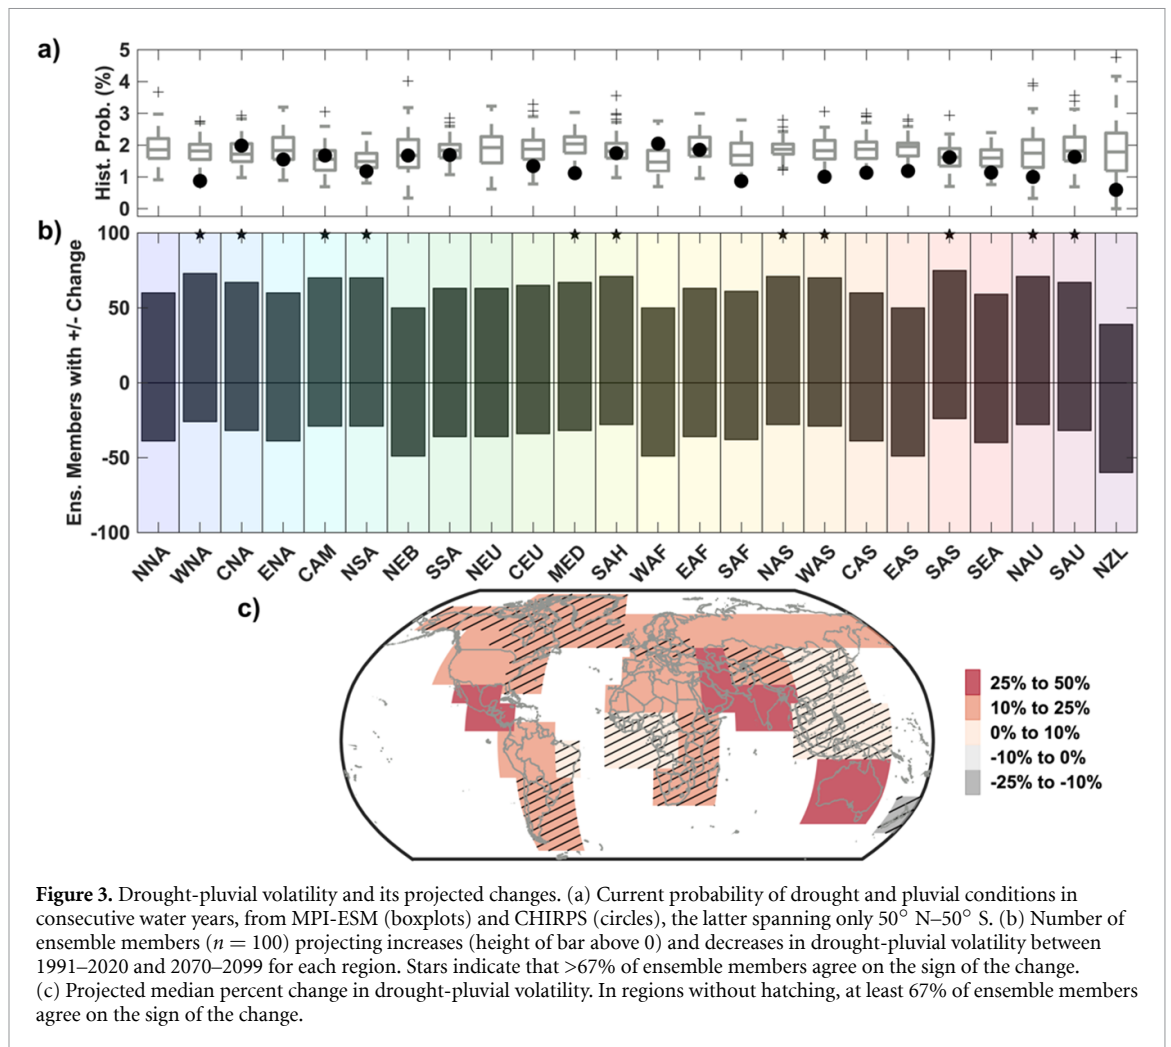 a)
Hist. Prob. (%)
5
4
3
2
1
0
b)
Ens. Members with +/- Change
100
50
0
-50
-100
NNA WNA CNA ENA CAM NSA NEB SSA NEU CEU MED SAH WAF EAF SAF NAS WAS CAS EAS SAS SEA NAU SAU NZL
c)
25% to 50%
10% to 25%
0% to 10%
-10% to 0%
-25% to -10%
Figure 3. Drought-pluvial volatility and its projected changes. (a) Current probability of drought and pluvial conditions in
consecutive water years, from MPI-ESM (boxplots) and CHIRPS (circles), the latter spanning only 50° N–50° S. (b) Number of
ensemble members (n = 100) projecting increases (height of bar above 0) and decreases in drought-pluvial volatility between
1991–2020 and 2070–2099 for each region. Stars indicate that >67% of ensemble members agree on the sign of the change.
(c) Projected median percent change in drought-pluvial volatility. In regions without hatching, at least 67% of ensemble members
agree on the sign of the change.